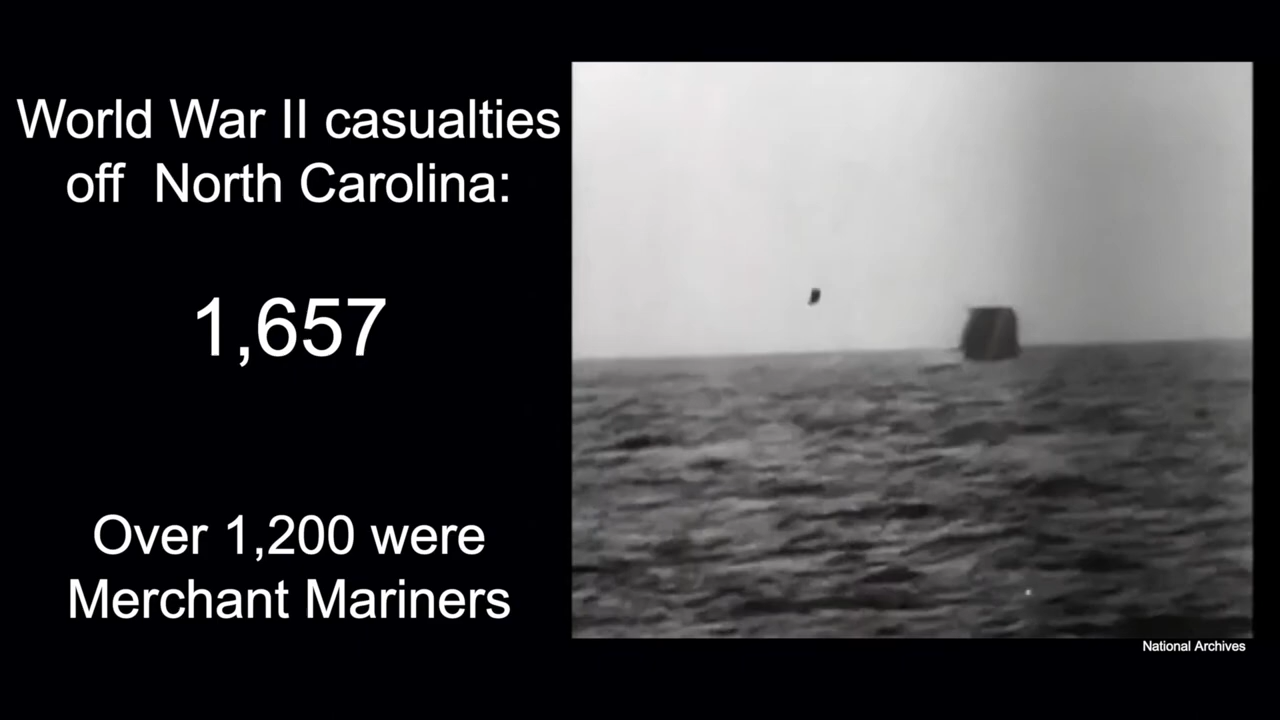 World War II casualties
off  North Carolina:
1,657
Over 1,200 were
Merchant Mariners
National Archives